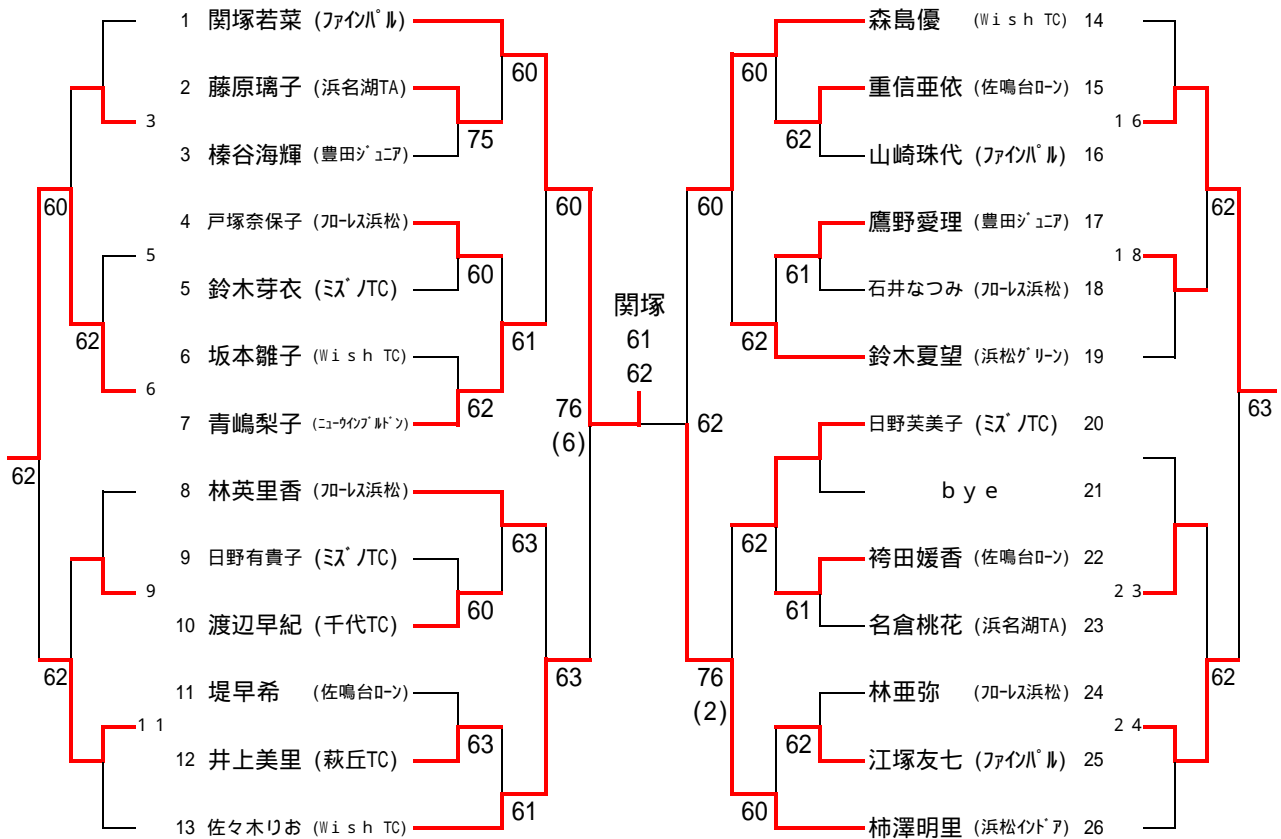 1 関塚若菜 (ファインパル)
60
2 藤原璃子 (浜名湖TA)
3
75
3 榛谷海輝 (豊田ジュニア)
60
60
4 戸塚奈保子 (フローレス浜松)
5
60
5 鈴木芽衣 (ミズノTC)
62
61
6 坂本雛子 (Ｗｉｓｈ TC)
6
62
7 青嶋梨子 (ニューウインブルドン)
76
(6)
62
8 林英里香 (フローレス浜松)
63
9 日野有貴子 (ミズノTC)
9
60
10 渡辺早紀 (千代TC)
62
63
11 堤早希 (佐鳴台ローン)
１１
63
12 井上美里 (萩丘TC)
61
13 佐々木りお (Ｗｉｓｈ TC)
関塚
61
62
森島優 (Ｗｉｓｈ TC) 14
60
重信亜依 (佐鳴台ローン) 15
１６
62
山崎珠代 (ファインパル) 16
60
62
鷹野愛理 (豊田ジュニア) 17
１８
61
石井なつみ (フローレス浜松) 18
62
鈴木夏望 (浜松グリーン) 19
62
63
日野芙美子 (ミズノTC) 20
ｂｙｅ 21
62
袴田媛香 (佐鳴台ローン) 22
２３
61
名倉桃花 (浜名湖TA) 23
76
(2)
62
林亜弥 (フローレス浜松) 24
２４
62
江塚友七 (ファインパル) 25
60
柿澤明里 (浜松インドア) 26